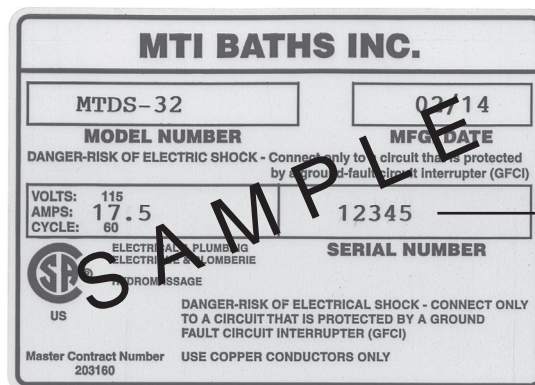 MTI BATHS INC.
MTDS-32
02/14
MODEL NUMBER
MFG. DATE
DANGER-RISK OF ELECTRIC SHOCK - Connect only to a circuit that is protected
by a ground-fault circuit interrupter (GFCI)
VOLTS: 115
AMPS: 17.5
CYCLE: 60
12345
SERIAL NUMBER
ELECTRICAL & PLUMBING
ELECTRIQUE & PLOMBERIE
HYDROMASSAGE
SA
®
US
DANGER-RISK OF ELECTRICAL SHOCK - CONNECT ONLY
TO A CIRCUIT THAT IS PROTECTED BY A GROUND
FAULT CIRCUIT INTERRUPTER (GFCI)
Master Contract Number
203160
USE COPPER CONDUCTORS ONLY
SAMPLE